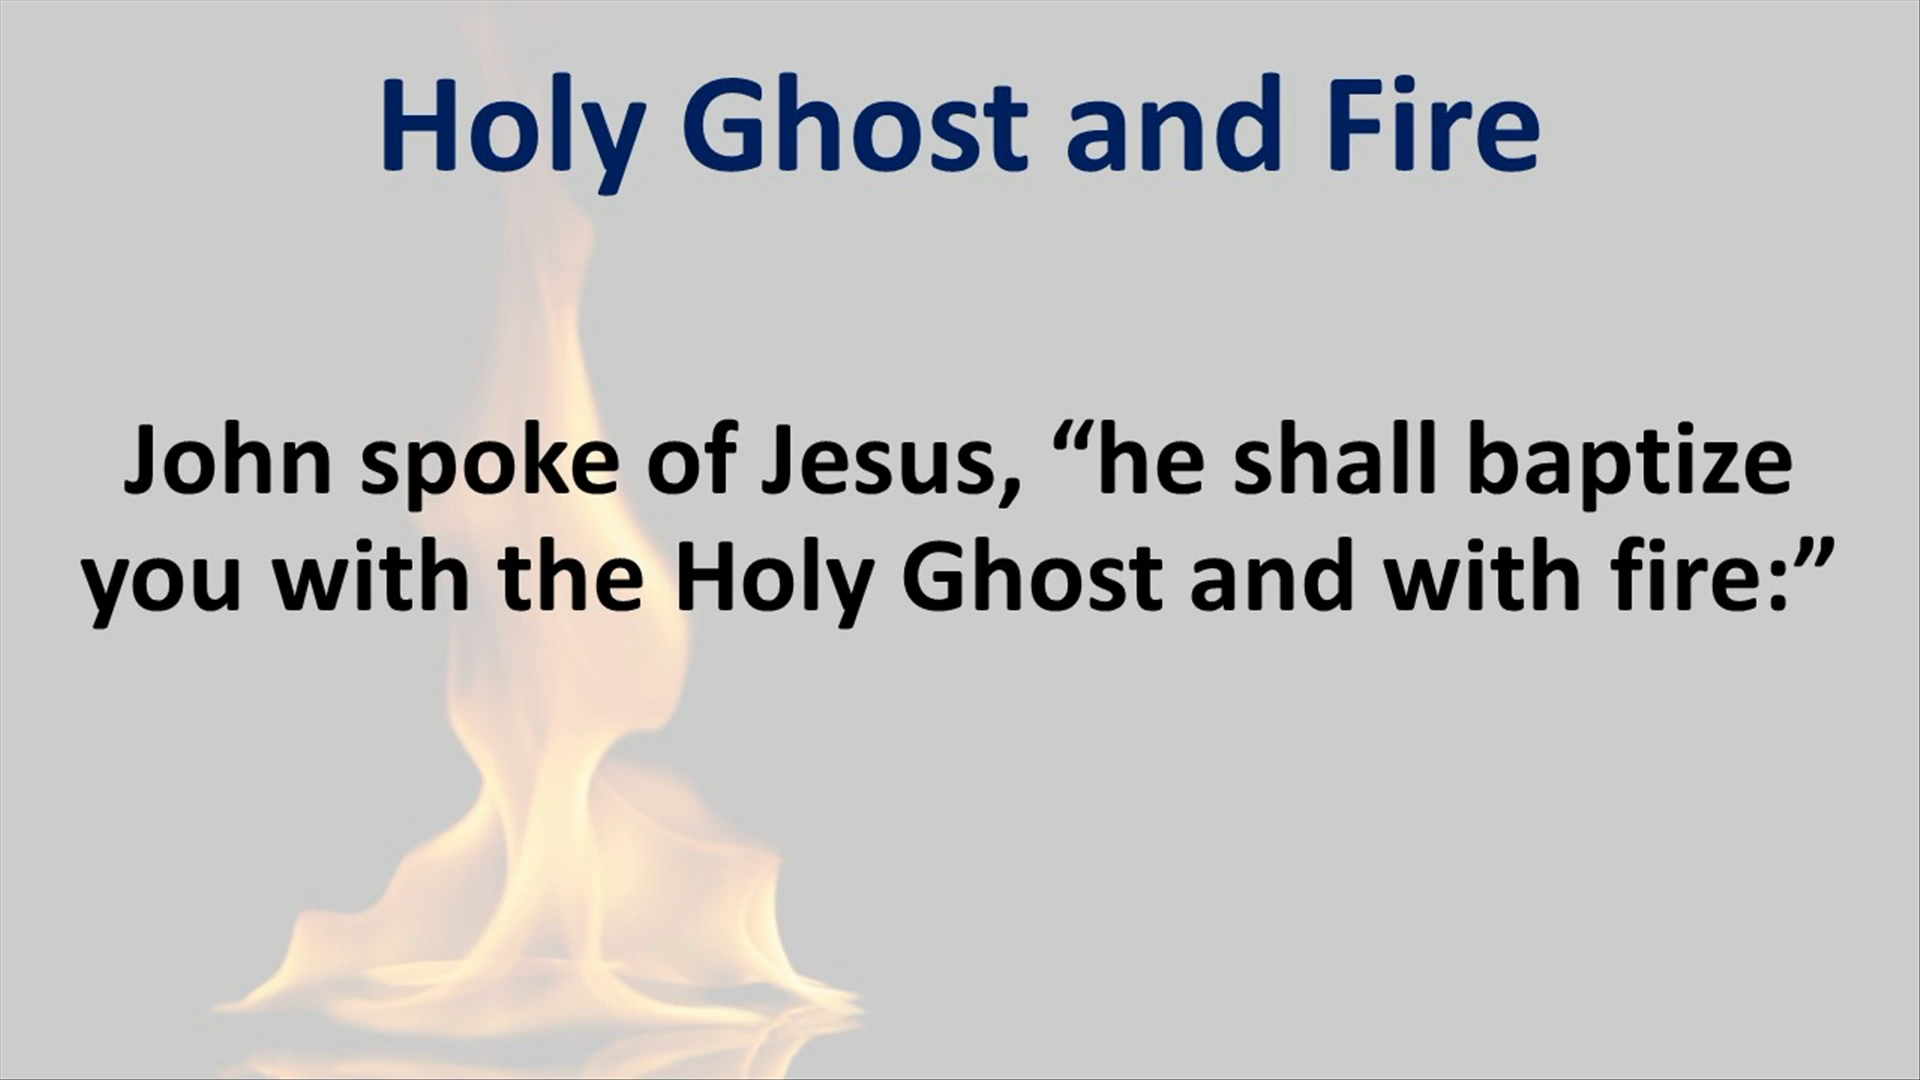 Holy Ghost and Fire
John spoke of Jesus, “he shall baptize
you with the Holy Ghost and with fire:”